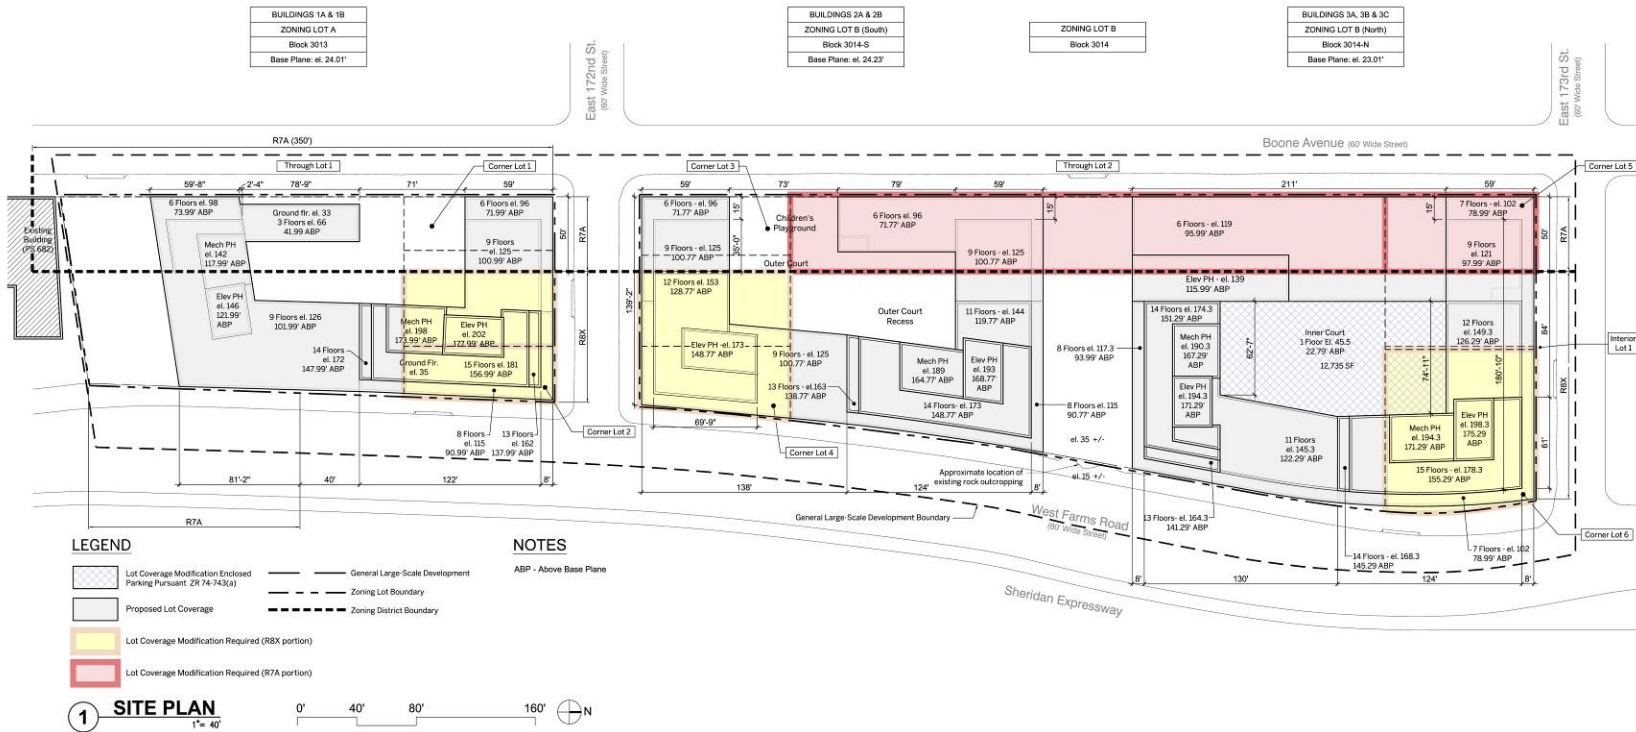 BUILDINGS 1A & 1B
ZONING LOT A
Block 3013
Base Plane: el. 24.01'
BUILDINGS 2A & 2B
ZONING LOT B (South)
Block 3014-S
Base Plane: el. 24.23'
ZONING LOT B
Block 3014
BUILDINGS 3A, 3B & 3C
ZONING LOT B (North)
Block 3014-N
Base Plane: el. 23.01'
East 172nd St.
(60' Wide Street)
East 173rd St.
(60' Wide Street)
Boone Avenue (60' Wide Street)
R7A (350')
Through Lot 1
Corner Lot 1
Corner Lot 3
Through Lot 2
Corner Lot 5
59'-8"
2'-4"
78'-9"
71'
59'
59'
73'
79'
59'
211'
59'
Existing
Building
(PS 682)
6 Floors el. 98
73.99' ABP
Ground flr. el. 33
3 Floors el. 66
41.99 ABP
6 Floors el. 96
71.99' ABP
Mech PH
el. 142
117.99' ABP
9 Floors
el. 125
100.99' ABP
Elev PH
el. 146
121.99'
ABP
9 Floors el. 126
101.99' ABP
Mech PH
el. 198
173.99' ABP
Elev PH
el. 202
177.99' ABP
14 Floors
el. 172
147.99' ABP
Ground Flr.
el. 35
15 Floors el. 181
156.99' ABP
50'
R7A
R8X
8 Floors
el. 115
90.99' ABP
13 Floors
el. 162
137.99' ABP
Corner Lot 2
81'-2"
40'
122'
8'
R7A
6 Floors - el. 96
71.77' ABP
15'
Children's
Playground
6 Floors el. 96
71.77' ABP
15'
9 Floors - el. 125
100.77' ABP
9 Floors - el. 125
100.77' ABP
Outer Court
12 Floors el. 153
128.77' ABP
139'-2"
Outer Court
Recess
11 Floors - el. 144
119.77' ABP
Elev PH -el. 173
148.77' ABP
9 Floors - el. 125
100.77' ABP
Mech PH
el. 189
164.77' ABP
Elev PH
el. 193
168.77'
ABP
13 Floors - el.163
138.77' ABP
14 Floors- el. 173
148.77' ABP
69'-9"
Corner Lot 4
8 Floors el. 115
90.77' ABP
el. 35 +/-
Approximate location of
existing rock outcropping
el. 15 +/-
138'
124'
8'
General Large-Scale Development Boundary
West Farms Road
(80' Wide Street)
Sheridan Expressway
6 Floors el. - 119
95.99' ABP
7 Floors - el. 102
78.99' ABP
15'
50'
R7A
9 Floors
el. 121
97.99' ABP
Elev PH - el. 139
115.99' ABP
14 Floors el. 174.3
151.29' ABP
Mech PH
el. 190.3
167.29'
ABP
8 Floors el. 117.3
93.99' ABP
62'-7"
Inner Court
1 Floor El. 45.5
22.79' ABP
12,735 SF
12 Floors
el. 149.3
126.29' ABP
84'
Interior
Lot 1
74'-11"
180'-10"
R8X
Elev PH
el. 194.3
171.29'
ABP
Mech PH
el. 194.3
171.29' ABP
Elev PH
el. 198.3
175.29
ABP
11 Floors
el. 145.3
122.29' ABP
61'
15 Floors - el. 178.3
155.29' ABP
13 Floors- el. 164.3
141.29' ABP
7 Floors - el. 102
78.99' ABP
Corner Lot 6
14 Floors - el. 168.3
145.29 ABP
8'
130'
124'
8'
LEGEND
Lot Coverage Modification Enclosed
Parking Pursuant ZR 74-743(a)
Proposed Lot Coverage
Lot Coverage Modification Required (R8X portion)
Lot Coverage Modification Required (R7A portion)
General Large-Scale Development
Zoning Lot Boundary
Zoning District Boundary
NOTES
ABP - Above Base Plane
1
SITE PLAN
1"= 40'
0'
40'
80'
160'
N